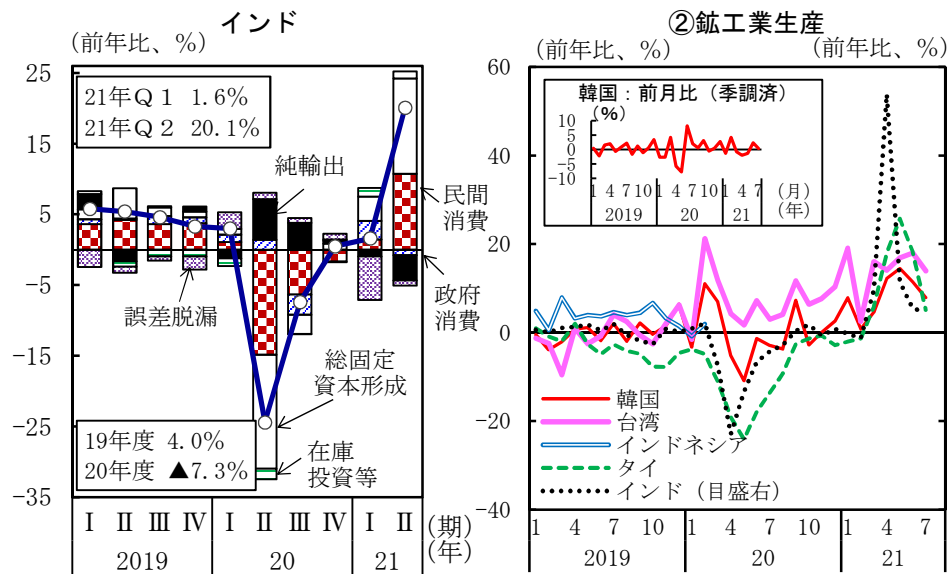 インド
(前年比、%)
25
15
5
-5
-15
-25
-35
21年Q1 1.6%
21年Q2 20.1%
純輸出
民間
消費
政府
消費
誤差脱漏
総固定
資本形成
在庫
投資等
19年度 4.0%
20年度 ▲7.3%
Ⅰ Ⅱ Ⅲ Ⅳ Ⅰ Ⅱ Ⅲ Ⅳ Ⅰ Ⅱ (期)
2019 20 21 (年)
②鉱工業生産
(前年比、%) (前年比、%)
60
40
20
0
-20
-40
韓国:前月比(季調済)
(%)
10
5
0
-5
-10
1 4 7 10 1 4 7 10 1 4 7 (月)
2019 20 21 (年)
韓国
台湾
インドネシア
タイ
インド(目盛右)
1 4 7 10 1 4 7 10 1 4 7
2019 20 21